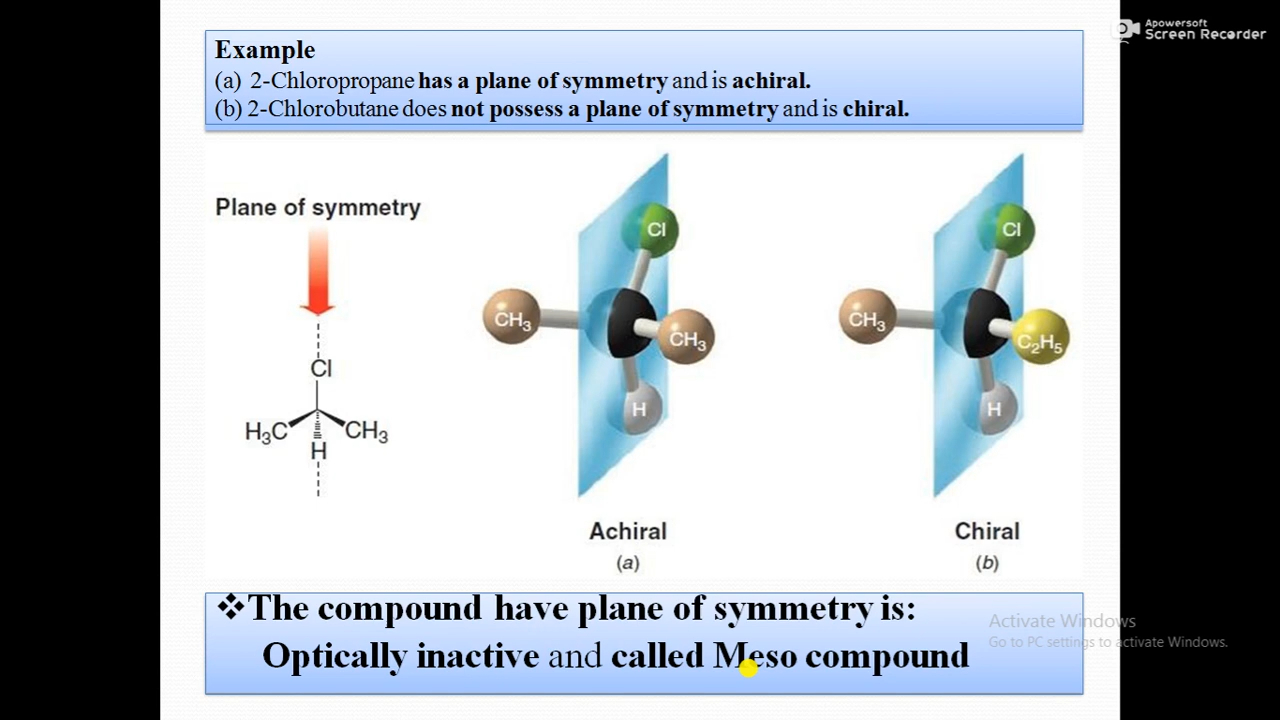 Apowersoft
Screen Recorder
Example
(a) 2-Chloropropane has a plane of symmetry and is achiral.
(b) 2-Chlorobutane does not possess a plane of symmetry and is chiral.
Plane of symmetry
Cl
H₃C
CH₃
H
Cl
CH₃
CH₃
H
Achiral
(a)
Cl
CH₃
C₂H₅
H
Chiral
(b)
❖The compound have plane of symmetry is:
Optically inactive and called Meso compound
Activate Windows
Go to PC settings to activate Windows.